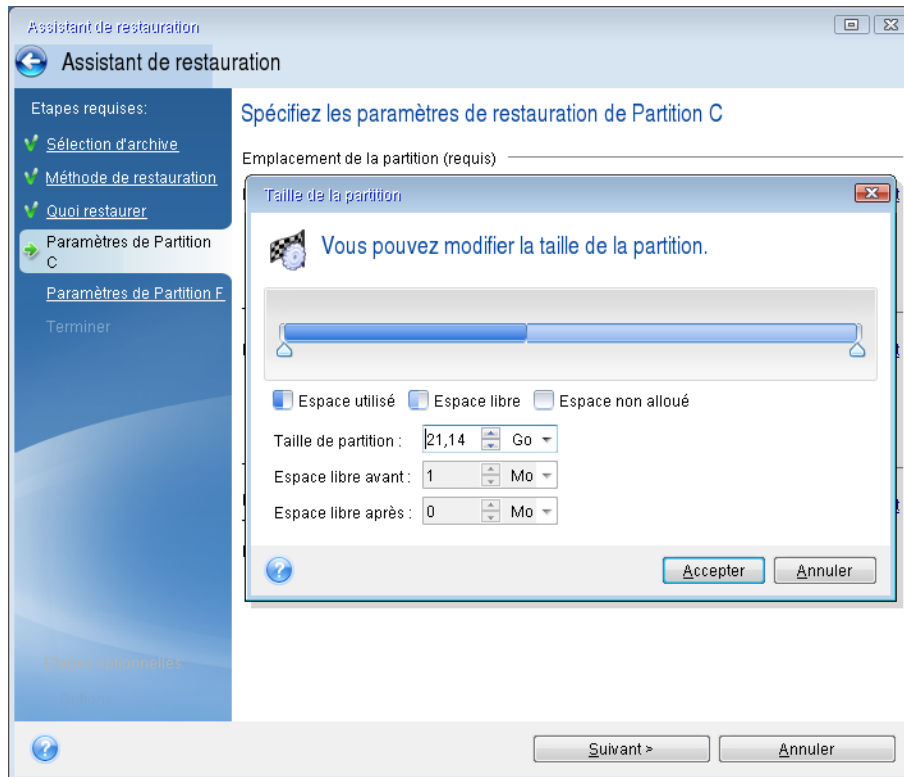 Assistant de restauration
Assistant de restauration
Etapes requises:
Sélection d'archive
Méthode de restauration
Quoi restaurer
Paramètres de Partition
C
Paramètres de Partition F
Terminer
Etapes optionnelles
Options
Spécifiez les paramètres de restauration de Partition C
Emplacement de la partition (requis)
Taille de la partition
Vous pouvez modifier la taille de la partition.
Espace utilisé Espace libre Espace non alloué
Taille de partition : 21,14 Go
Espace libre avant : 1 Mo
Espace libre après : 0 Mo
Accepter Annuler
Suivant > Annuler